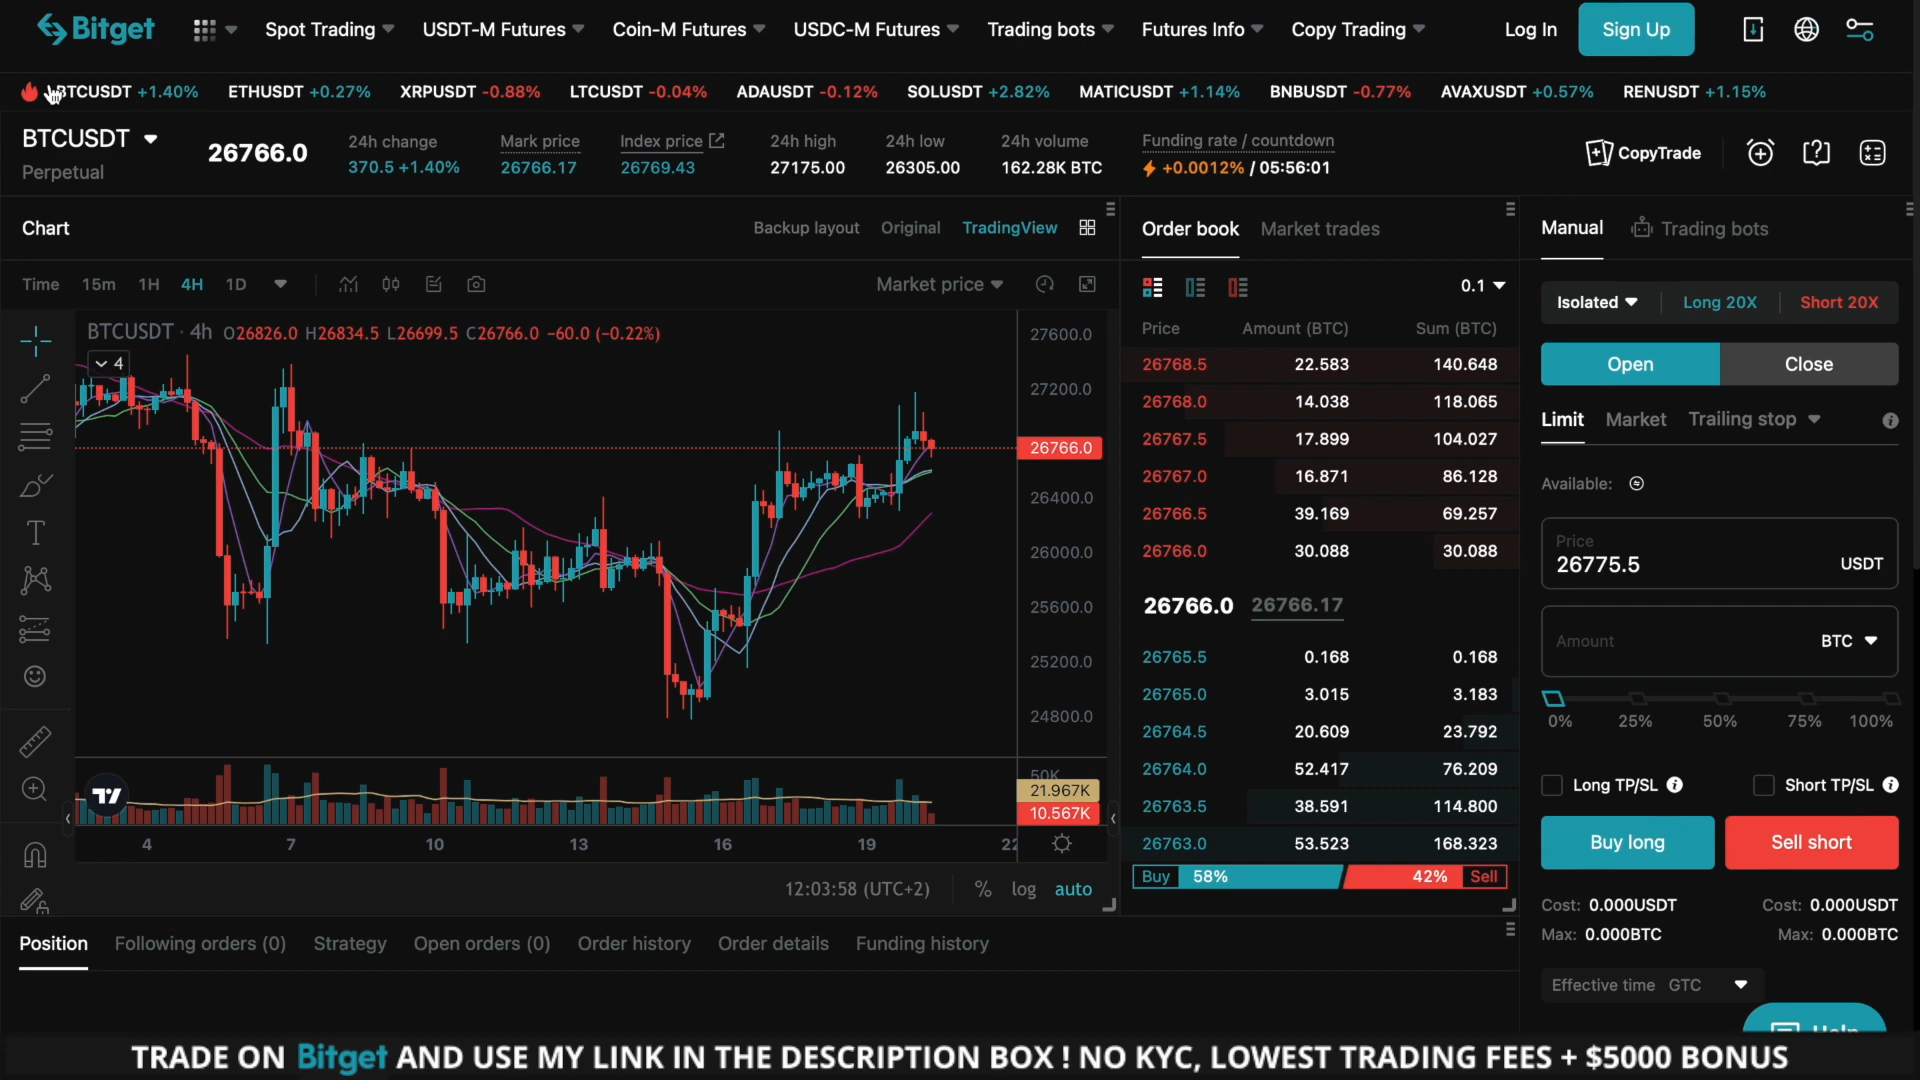 Bitget Spot Trading USDT-M Futures Coin-M Futures USDC-M Futures Trading bots Futures Info Copy Trading Log In Sign Up
BTCUSDT +1.40% ETHUSDT +0.27% XRPUSDT -0.88% LTCUSDT -0.04% ADAUSDT -0.12% SOLUSDT +2.82% MATICUSDT +1.14% BNBUSDT -0.77% AVAXUSDT +0.57% RENUSDT +1.15%
BTCUSDT
Perpetual
26766.0
24h change
370.5 +1.40%
Mark price
26766.17
Index price
26769.43
24h high
27175.00
24h low
26305.00
24h volume
162.28K BTC
Funding rate / countdown
+0.0012% / 05:56:01
CopyTrade
Chart Backup layout Original TradingView
Time 15m 1H 4H 1D Market price
BTCUSDT · 4h O26826.0 H26834.5 L26699.5 C26766.0 -60.0 (-0.22%)
4
27600.0
27200.0
26766.0
26400.0
26000.0
25600.0
25200.0
24800.0
50K
21.967K
10.567K
4 7 10 13 16 19 22
12:03:58 (UTC+2) % log auto
Order book Market trades
0.1
Price Amount (BTC) Sum (BTC)
26768.5 22.583 140.648
26768.0 14.038 118.065
26767.5 17.899 104.027
26767.0 16.871 86.128
26766.5 39.169 69.257
26766.0 30.088 30.088
26766.0 26766.17
26765.5 0.168 0.168
26765.0 3.015 3.183
26764.5 20.609 23.792
26764.0 52.417 76.209
26763.5 38.591 114.800
26763.0 53.523 168.323
Buy 58% 42% Sell
Manual Trading bots
Isolated Long 20X Short 20X
Open Close
Limit Market Trailing stop
Available:
Price
26775.5 USDT
Amount BTC
0% 25% 50% 75% 100%
Long TP/SL Short TP/SL
Buy long Sell short
Cost: 0.000USDT Cost: 0.000USDT
Max: 0.000BTC Max: 0.000BTC
Effective time GTC
Help
Position Following orders (0) Strategy Open orders (0) Order history Order details Funding history
TRADE ON Bitget AND USE MY LINK IN THE DESCRIPTION BOX ! NO KYC, LOWEST TRADING FEES + $5000 BONUS